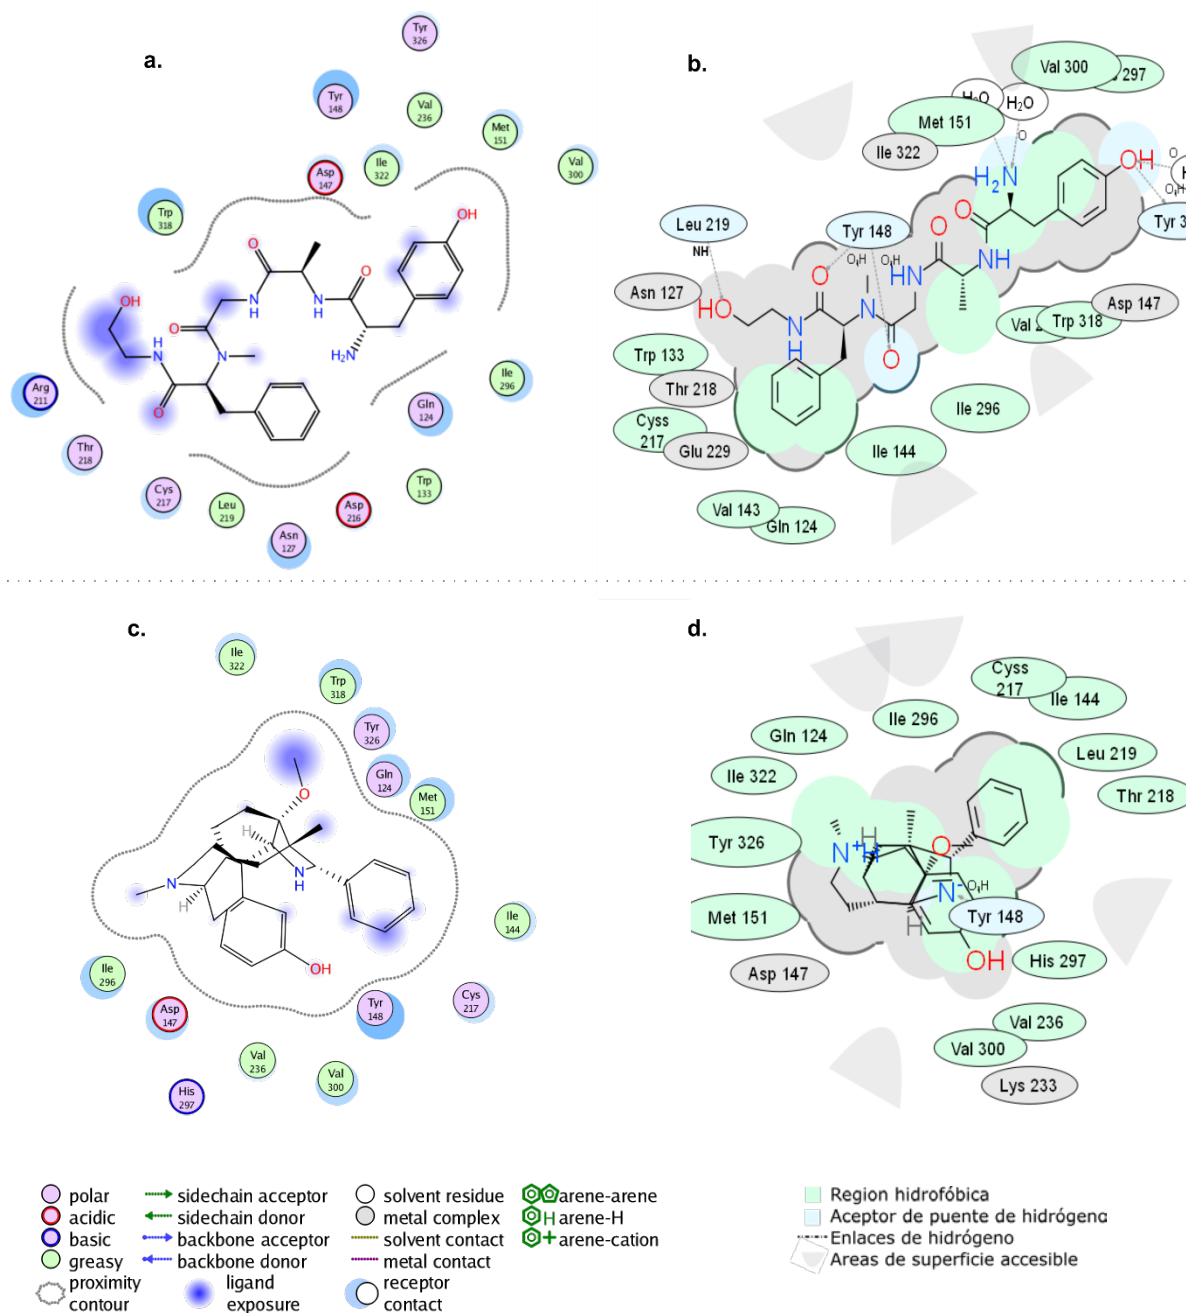 a.
Tyr
326
Tyr
148
Val
236
Met
151
Val
300
Ile
322
Asp
147
Trp
318
OH
O
O
OH
N
H
H
N
O
O
N
H
N
H₂N
O
Arg
211
Ile
296
Gln
124
Thr
218
Cys
217
Leu
219
Asn
127
Asp
216
Trp
133
b.
Val 300
297
H₂O
H₂O
Met 151
O
Ile 322
H₂N
OH
O
O,H
H
Tyr 3
Leu 219
NH
Tyr 148
O,H
O,H
O
O
NH
O
NH
Asn 127
HO
N
H
O
N
O
Val 2
Trp 318
Asp 147
Trp 133
Thr 218
Cyss
217
Glu 229
Ile 296
Ile 144
Val 143
Gln 124
c.
Ile
322
Trp
318
Tyr
326
Gln
124
Met
151
O
H
NH
N
H
OH
Ile
144
Ile
296
Asp
147
Tyr
148
Cys
217
Val
236
Val
300
His
297
d.
Cyss
217
Ile 144
Ile 296
Gln 124
Leu 219
Ile 322
Thr 218
Tyr 326
N⁺H
H
O
N⁻
O,H
H
OH
Met 151
Tyr 148
Asp 147
His 297
Val 236
Val 300
Lys 233
polar
acidic
basic
greasy
proximity
contour
sidechain acceptor
sidechain donor
backbone acceptor
backbone donor
ligand
exposure
solvent residue
metal complex
solvent contact
metal contact
receptor
contact
arene-arene
H arene-H
+ arene-cation
Region hidrofóbica
Aceptor de puente de hidrógeno
Enlaces de hidrógeno
Areas de superficie accesible